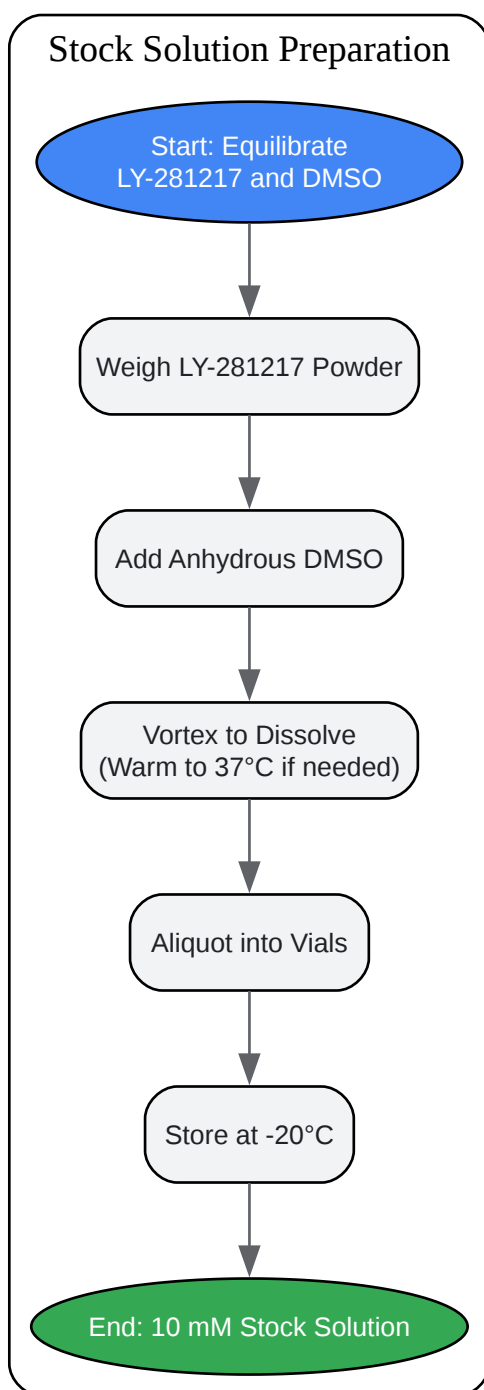 Stock Solution Preparation
Start: Equilibrate
LY-281217 and DMSO
Weigh LY-281217 Powder
Add Anhydrous DMSO
Vortex to Dissolve
(Warm to 37°C if needed)
Aliquot into Vials
Store at -20°C
End: 10 mM Stock Solution